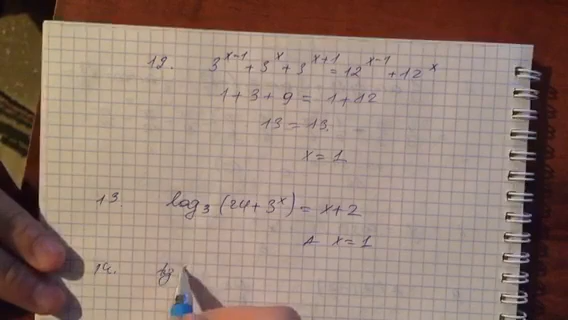 12. 3^{x-1} + 3^x + 3^{x+1} = 12^{x-1} + 12^x
1 + 3 + 9 = 1 + 12
13 = 13.
x = 1
13. log₃ (24 + 3^x) = x + 2
A x = 1
14. lg